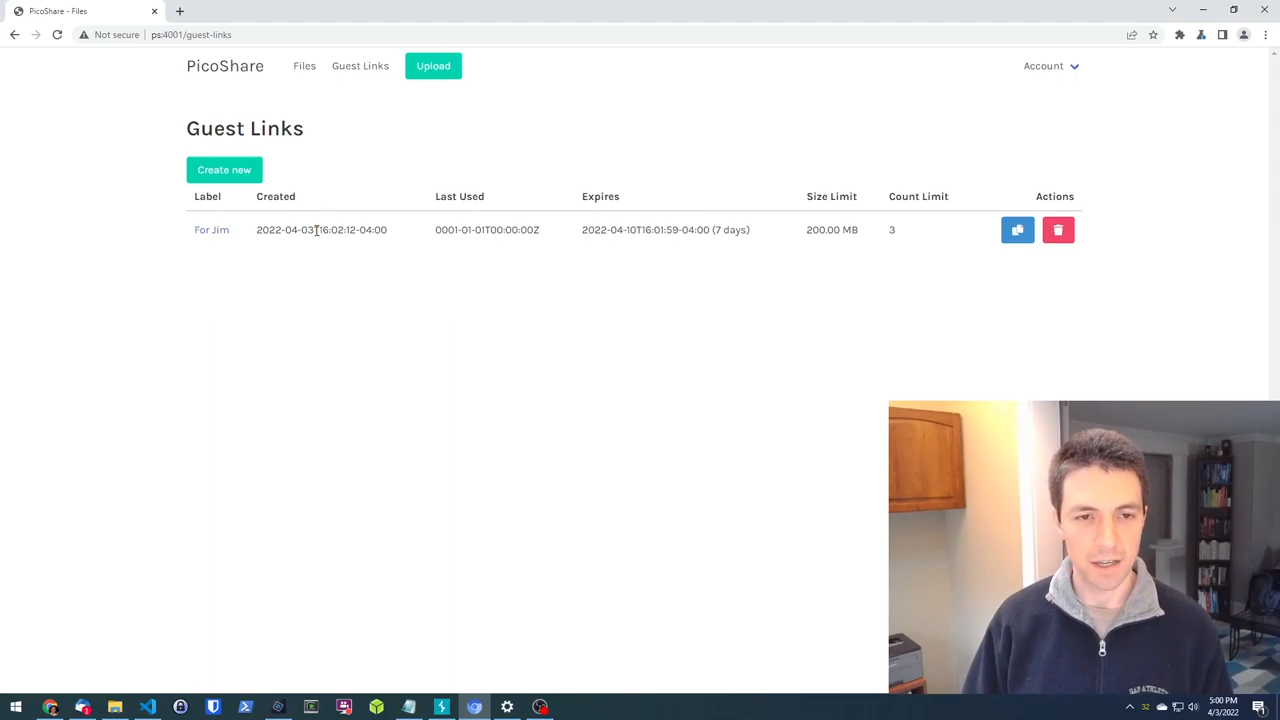 PicoShare - Files
Not secure | ps:4001/guest-links
PicoShare Files Guest Links Upload Account
Guest Links
Create new
Label Created Last Used Expires Size Limit Count Limit Actions
For Jim 2022-04-03T16:02:12-04:00 0001-01-01T00:00:00Z 2022-04-10T16:01:59-04:00 (7 days) 200.00 MB 3
GAP ATHLETIC
32 5:00 PM
4/3/2022